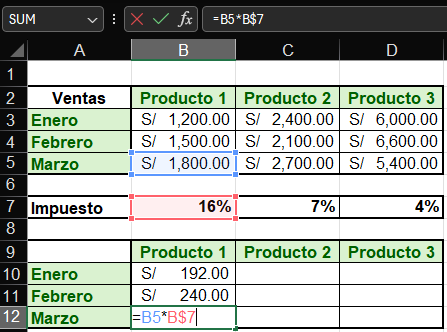 SUM =B5*B$7
A B C D
1
2 Ventas Producto 1 Producto 2 Producto 3
3 Enero S/ 1,200.00 S/ 2,400.00 S/ 6,000.00
4 Febrero S/ 1,500.00 S/ 2,100.00 S/ 6,600.00
5 Marzo S/ 1,800.00 S/ 2,700.00 S/ 5,400.00
6
7 Impuesto 16% 7% 4%
8
9 Producto 1 Producto 2 Producto 3
10 Enero S/ 192.00
11 Febrero S/ 240.00
12 Marzo =B5*B$7